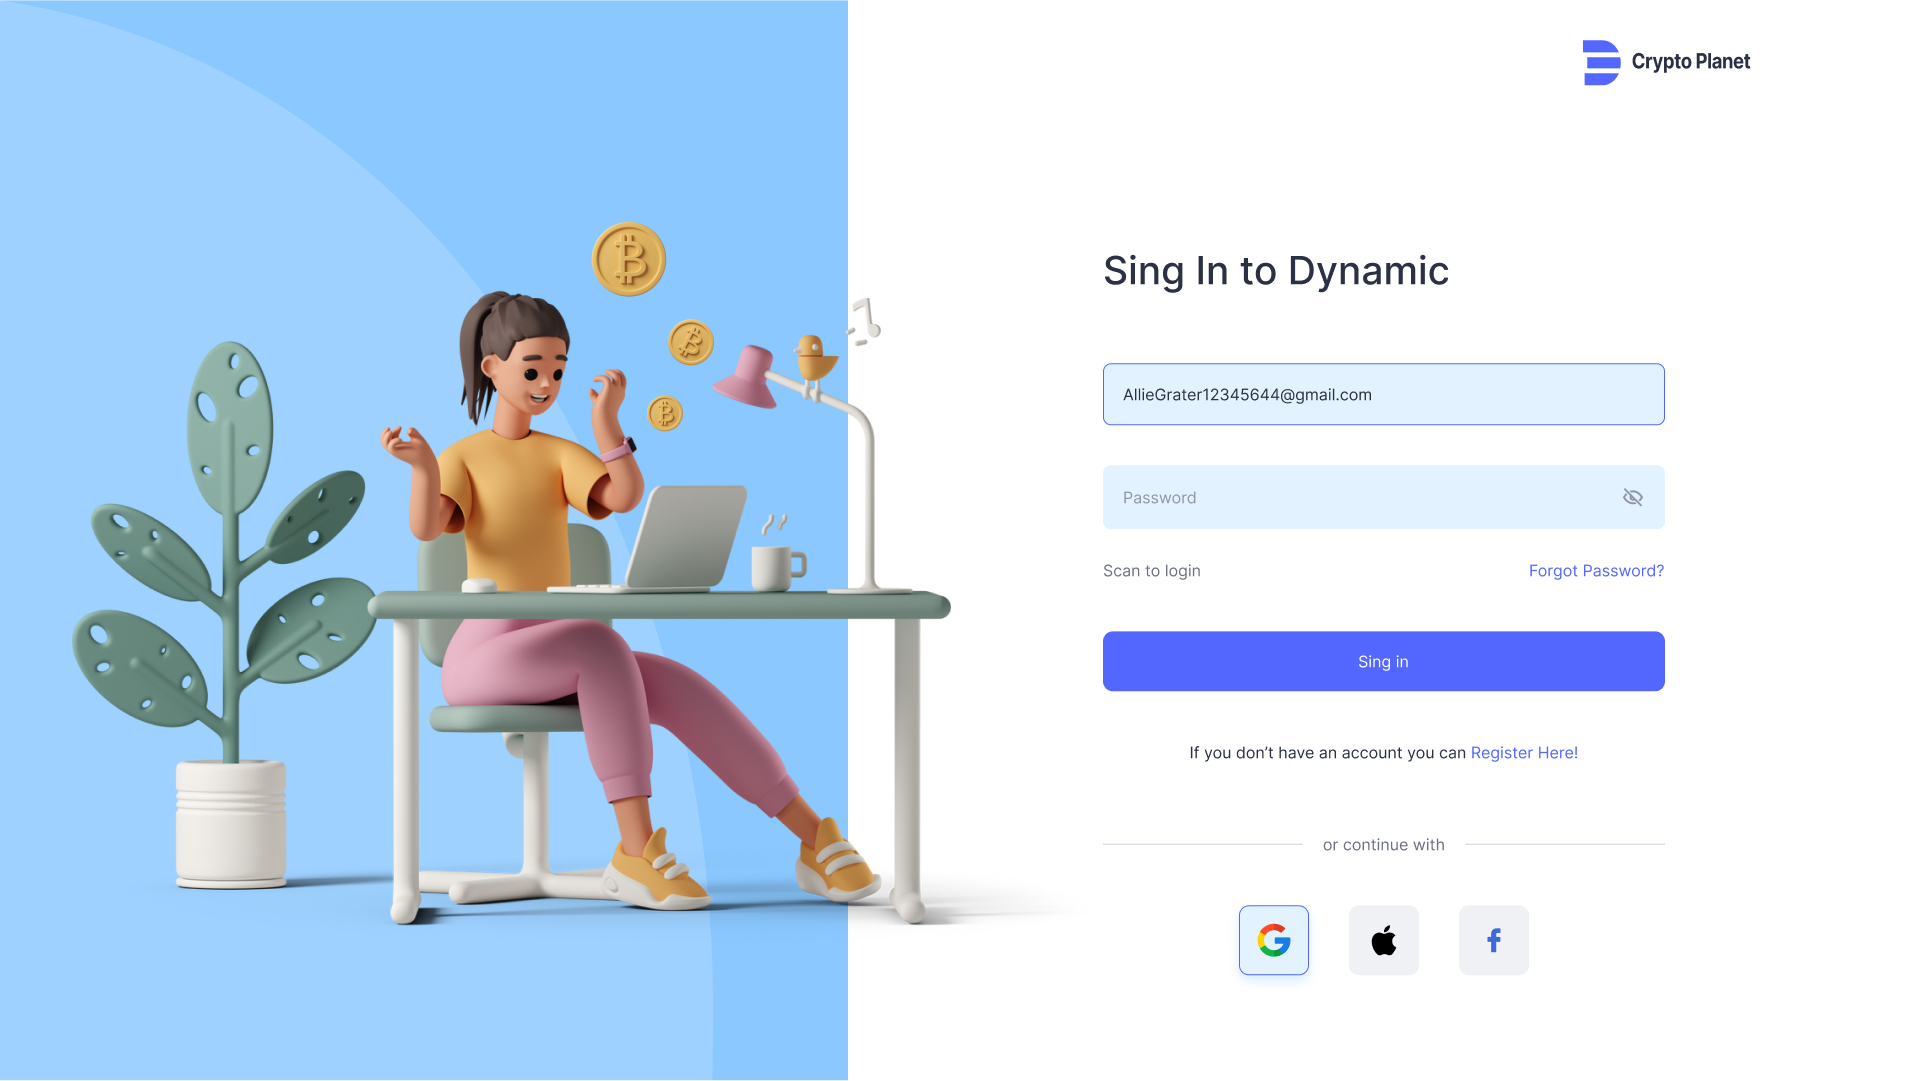 Crypto Planet
Sing In to Dynamic
AllieGrater12345644@gmail.com
Password
Scan to login
Forgot Password?
Sing in
If you don’t have an account you can Register Here!
or continue with